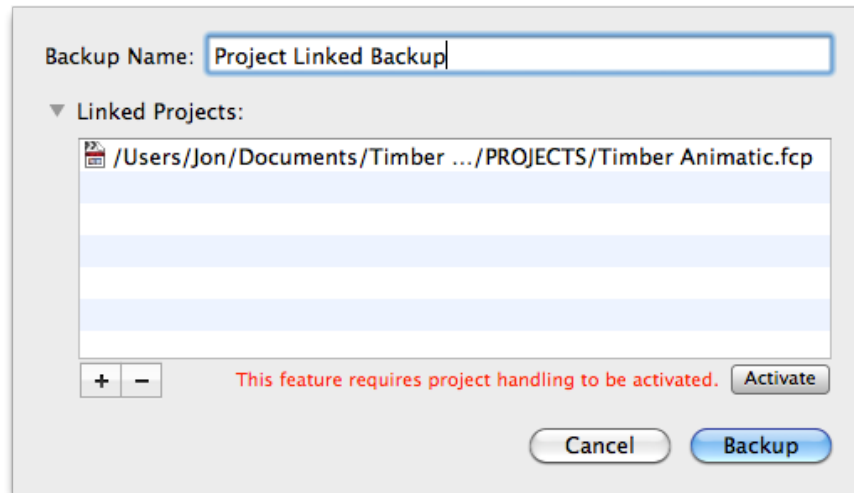 Backup Name: Project Linked Backup
Linked Projects:
/Users/Jon/Documents/Timber .../PROJECTS/Timber Animatic.fcp
+ − This feature requires project handling to be activated. Activate
Cancel Backup